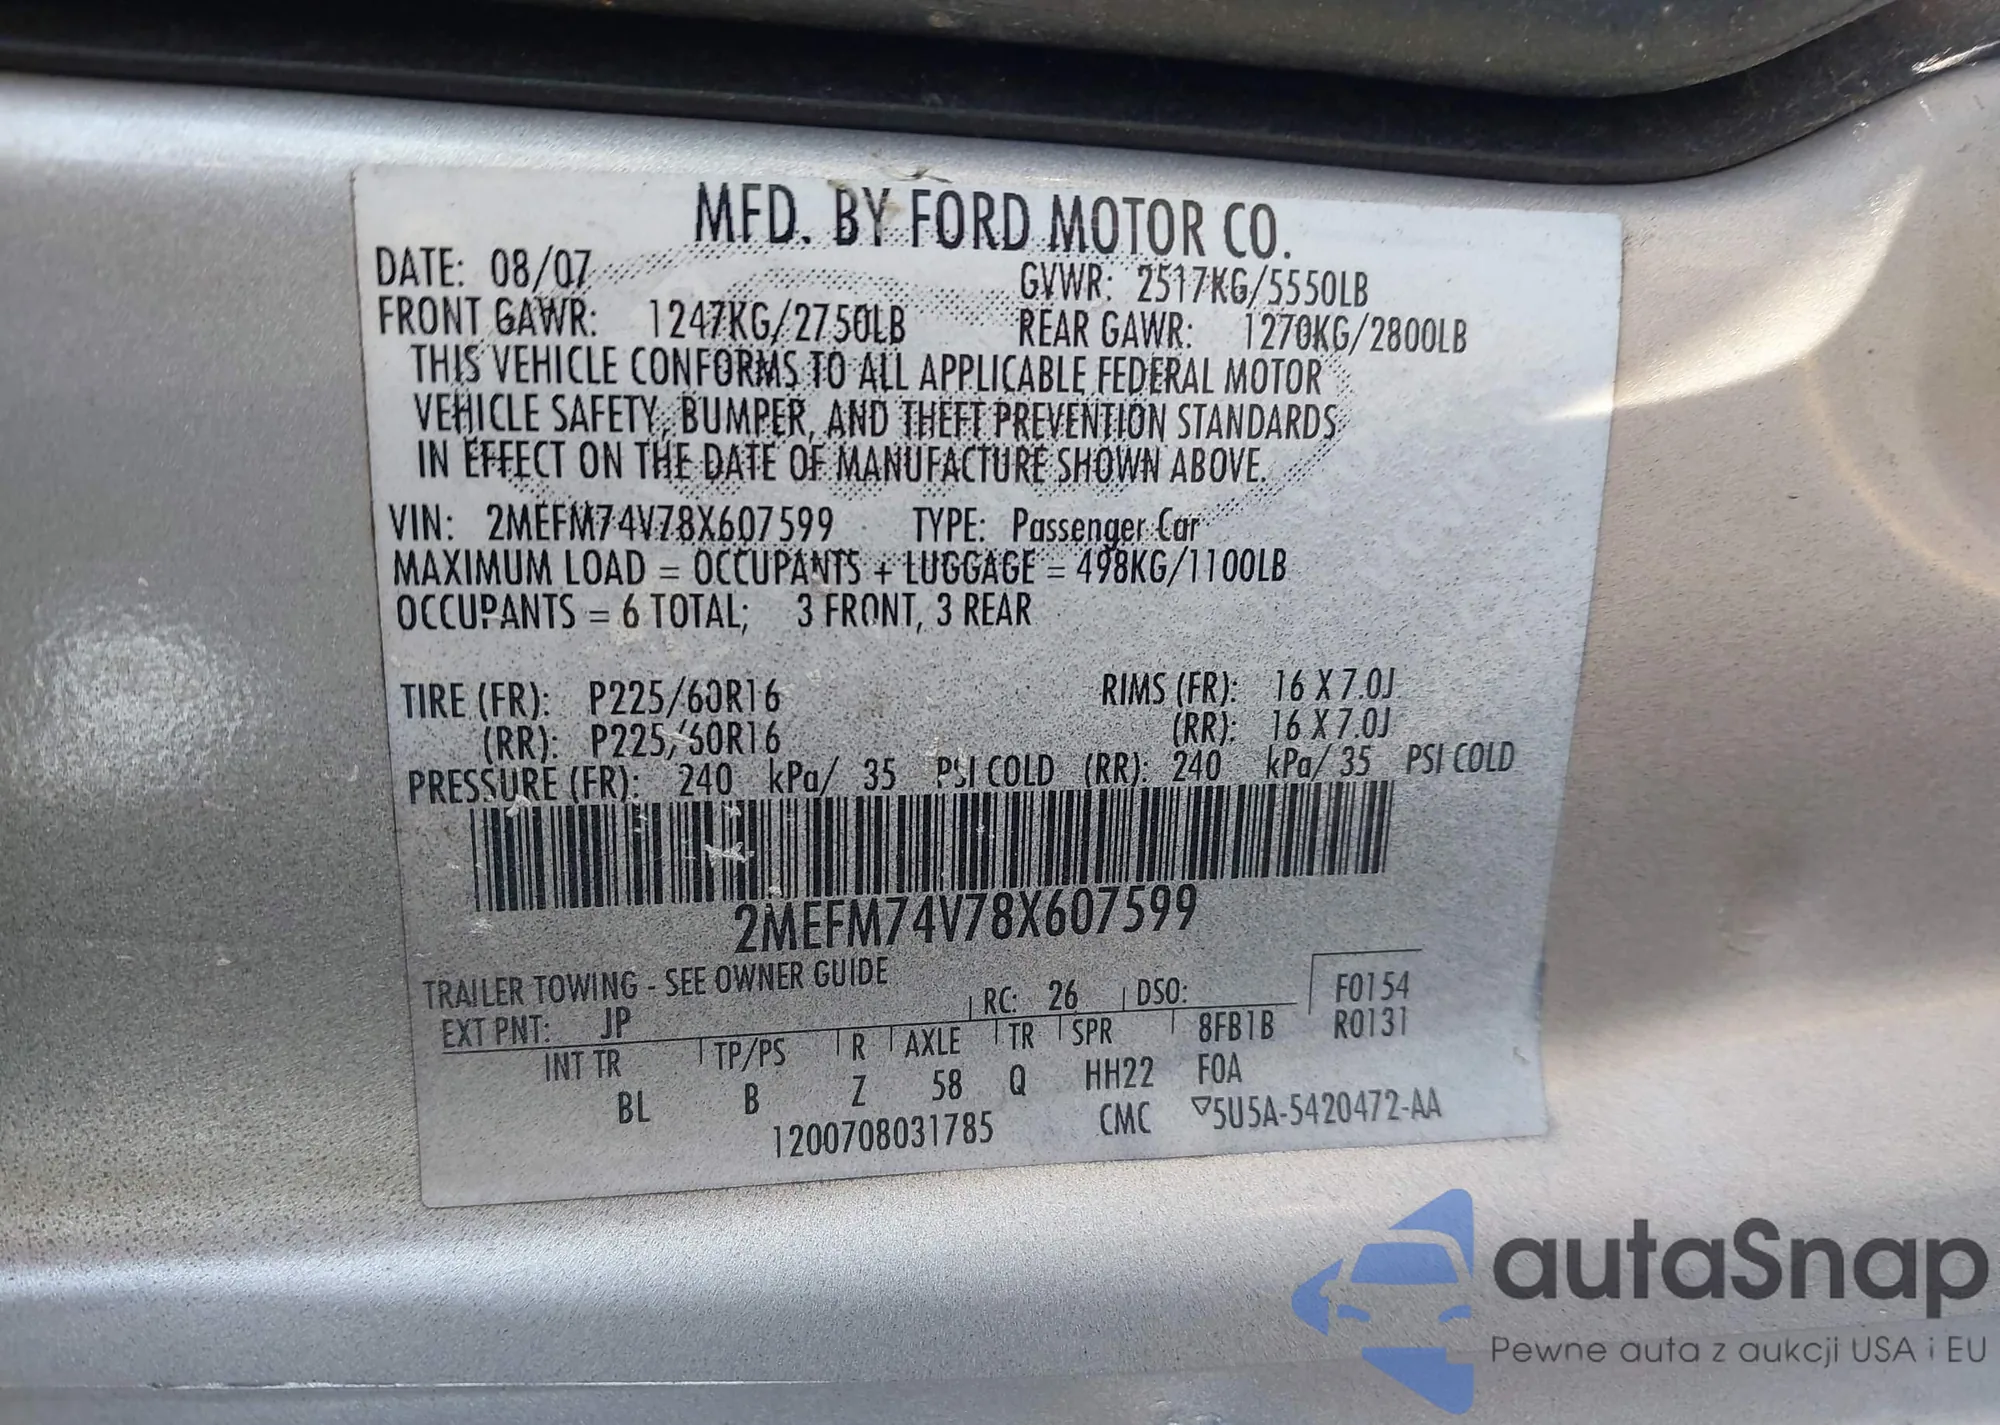 MFD. BY FORD MOTOR CO.
DATE: 08/07 GVWR: 2517KG/5550LB
FRONT GAWR: 1247KG/2750LB REAR GAWR: 1270KG/2800LB
THIS VEHICLE CONFORMS TO ALL APPLICABLE FEDERAL MOTOR
VEHICLE SAFETY, BUMPER, AND THEFT PREVENTION STANDARDS
IN EFFECT ON THE DATE OF MANUFACTURE SHOWN ABOVE.
VIN: 2MEFM74V78X607599 TYPE: Passenger Car
MAXIMUM LOAD = OCCUPANTS + LUGGAGE = 498KG/1100LB
OCCUPANTS = 6 TOTAL; 3 FRONT, 3 REAR
TIRE (FR): P225/60R16 RIMS (FR): 16 X 7.0J
(RR): P225/60R16 (RR): 16 X 7.0J
PRESSURE (FR): 240 kPa/ 35 PSI COLD (RR): 240 kPa/ 35 PSI COLD
2MEFM74V78X607599
TRAILER TOWING - SEE OWNER GUIDE
EXT PNT: JP RC: 26 DSO: F0154
INT TR TP/PS R AXLE TR SPR 8FB1B R0131
BL B Z 58 Q HH22 F0A
1200708031785 CMC ▽5U5A-5420472-AA
autaSnap
Pewne auta z aukcji USA i EU